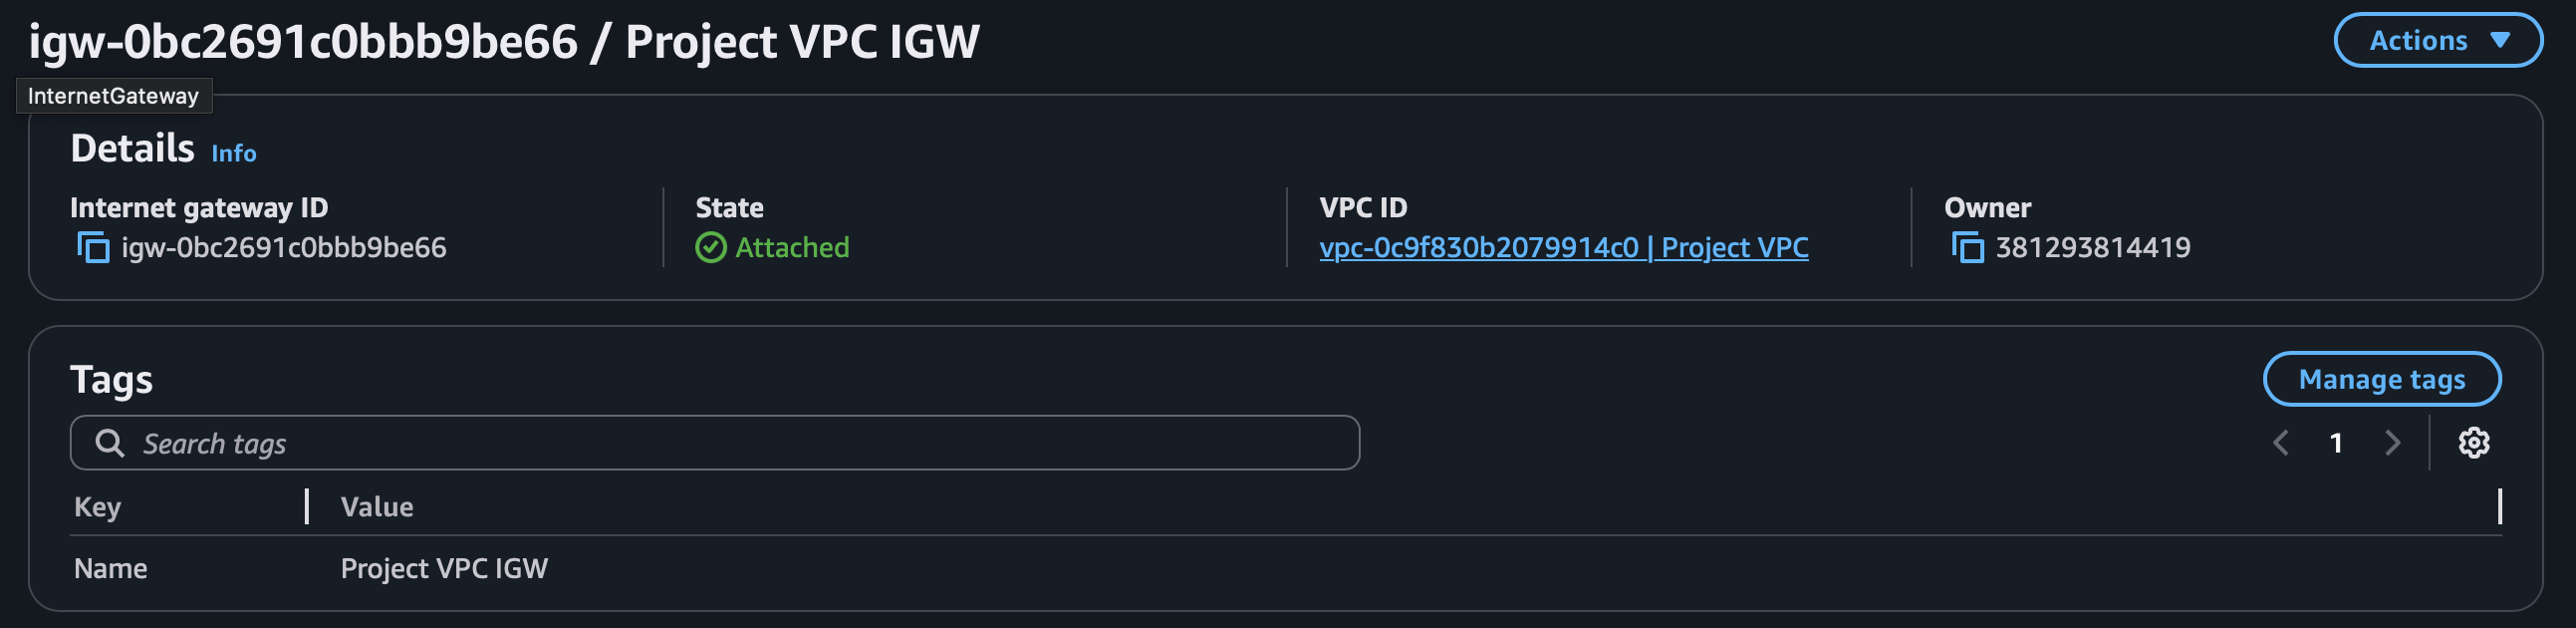 igw-0bc2691c0bbb9be66 / Project VPC IGW
Actions
InternetGateway
Details Info
Internet gateway ID
igw-0bc2691c0bbb9be66
State
Attached
VPC ID
vpc-0c9f830b2079914c0 | Project VPC
Owner
381293814419
Tags
Manage tags
Search tags
1
Key Value
Name Project VPC IGW